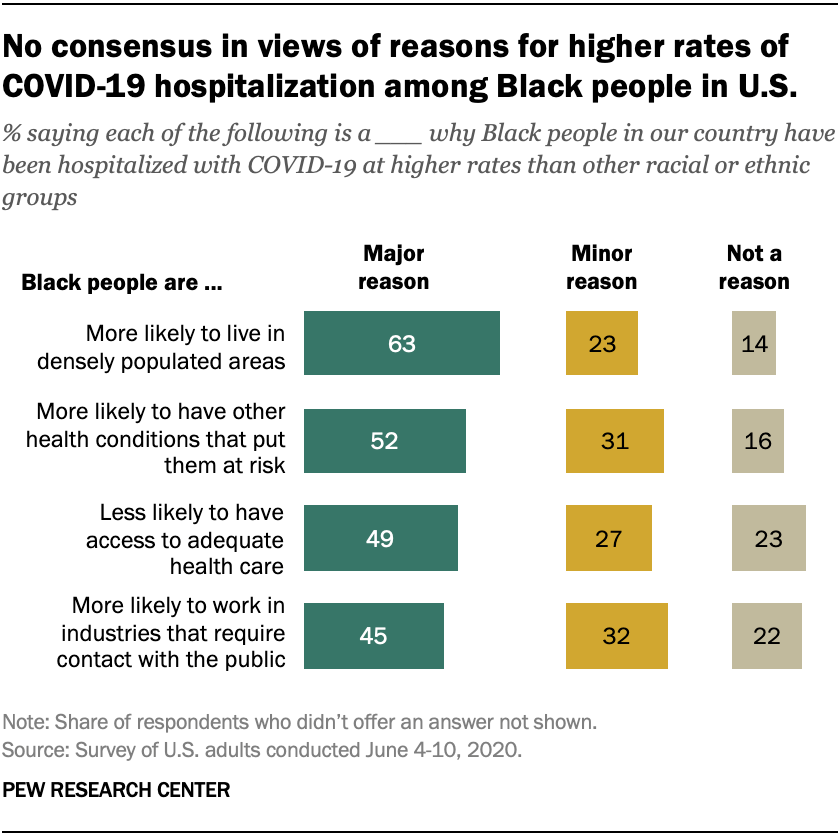 No consensus in views of reasons for higher rates of
COVID-19 hospitalization among Black people in U.S.
% saying each of the following is a ___ why Black people in our country have
been hospitalized with COVID-19 at higher rates than other racial or ethnic
groups
Black people are ...
Major
reason
Minor
reason
Not a
reason
More likely to live in
densely populated areas
63
23
14
More likely to have other
health conditions that put
them at risk
52
31
16
Less likely to have
access to adequate
health care
49
27
23
More likely to work in
industries that require
contact with the public
45
32
22
Note: Share of respondents who didn’t offer an answer not shown.
Source: Survey of U.S. adults conducted June 4-10, 2020.
PEW RESEARCH CENTER